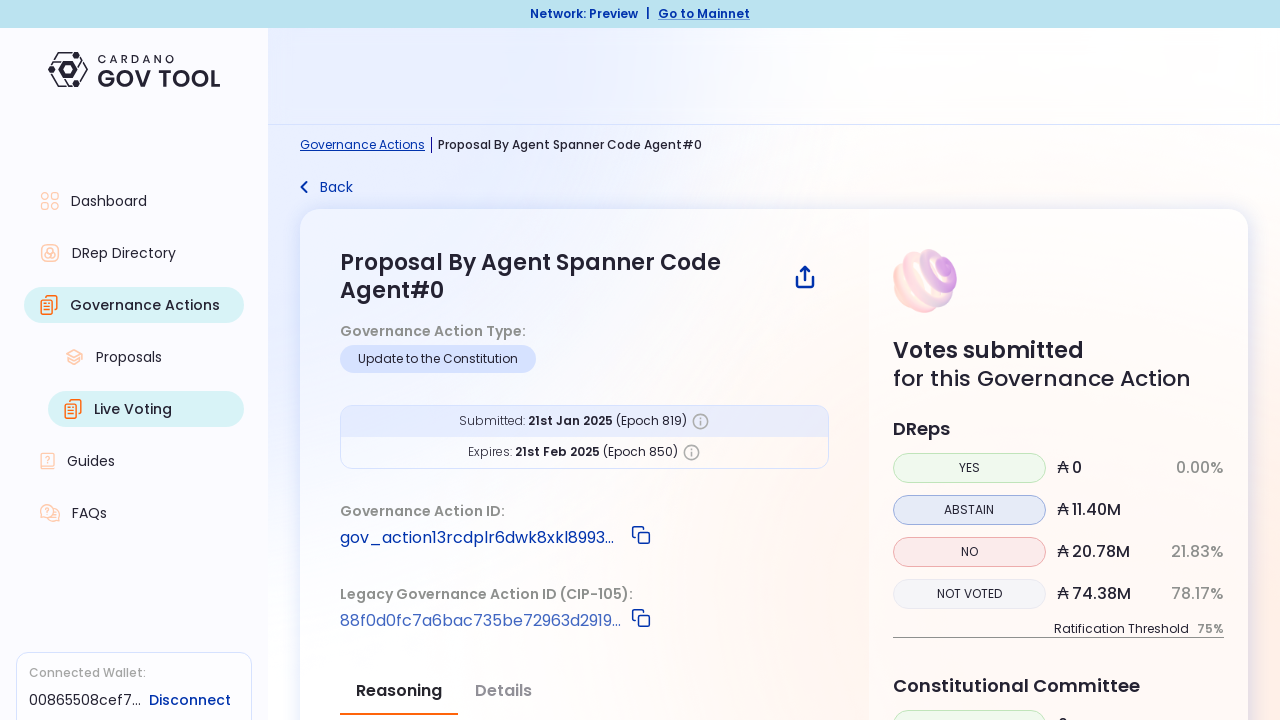 Network: Preview | Go to Mainnet
CARDANO
GOV TOOL
Dashboard
DRep Directory
Governance Actions
Proposals
Live Voting
Guides
FAQs
Connected Wallet:
00865508cef7... Disconnect
Governance Actions | Proposal By Agent Spanner Code Agent#0
Back
Proposal By Agent Spanner Code
Agent#0
Governance Action Type:
Update to the Constitution
Submitted: 21st Jan 2025 (Epoch 819)
Expires: 21st Feb 2025 (Epoch 850)
Governance Action ID:
gov_action13rcdplr6dwk8xkl8993...
Legacy Governance Action ID (CIP-105):
88f0d0fc7a6bac735be72963d2919...
Reasoning Details
Votes submitted
for this Governance Action
DReps
YES ₳ 0 0.00%
ABSTAIN ₳ 11.40M
NO ₳ 20.78M 21.83%
NOT VOTED ₳ 74.38M 78.17%
Ratification Threshold 75%
Constitutional Committee